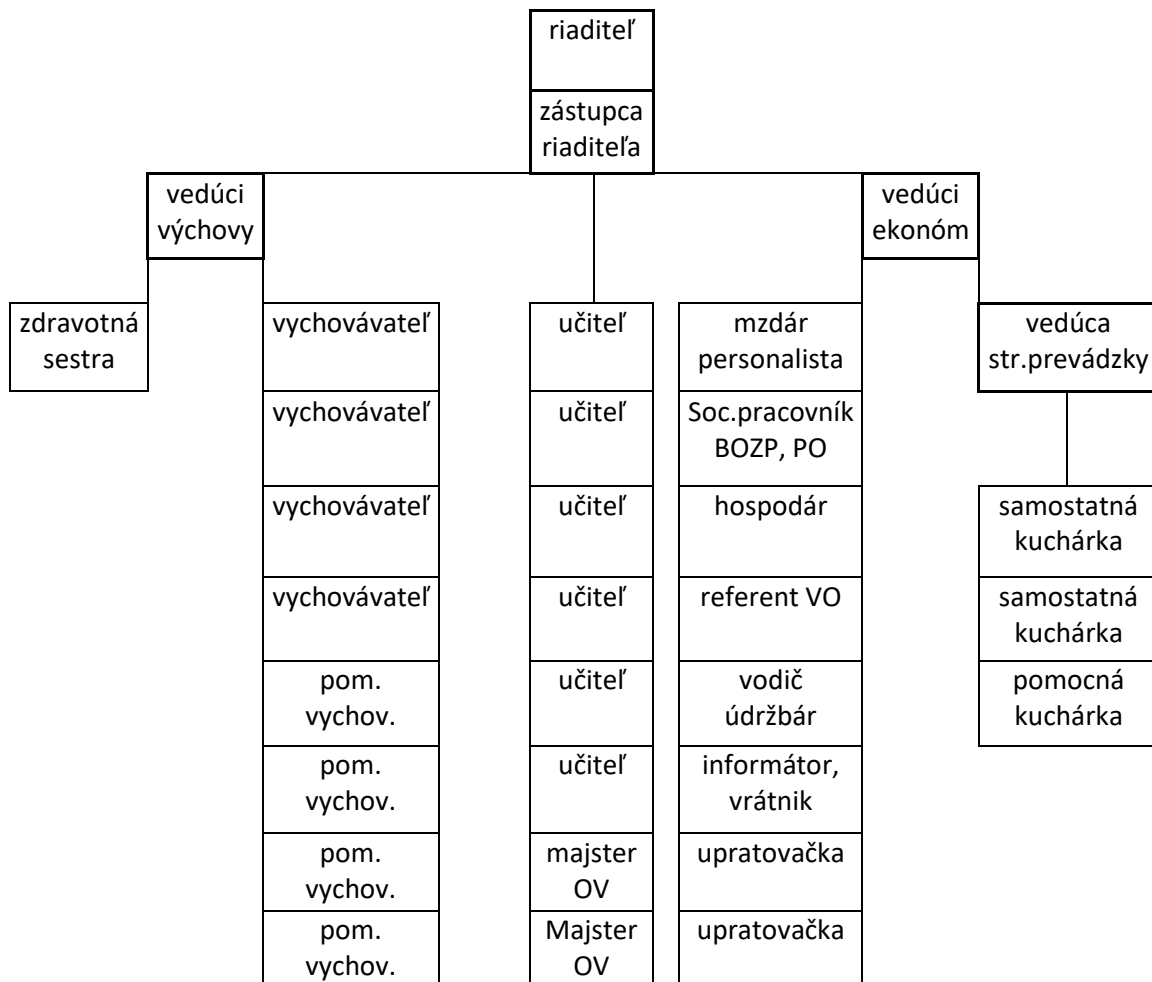 riaditeľ
zástupca
riaditeľa
vedúci
výchovy
vedúci
ekonóm
zdravotná
sestra
vychovávateľ
učiteľ
mzdár
personalista
vedúca
str.prevádzky
vychovávateľ
učiteľ
Soc.pracovník
BOZP, PO
vychovávateľ
učiteľ
hospodár
samostatná
kuchárka
vychovávateľ
učiteľ
referent VO
samostatná
kuchárka
pom.
vychov.
učiteľ
vodič
údržbár
pomocná
kuchárka
pom.
vychov.
učiteľ
informátor,
vrátnik
pom.
vychov.
majster
OV
upratovačka
pom.
vychov.
Majster
OV
upratovačka